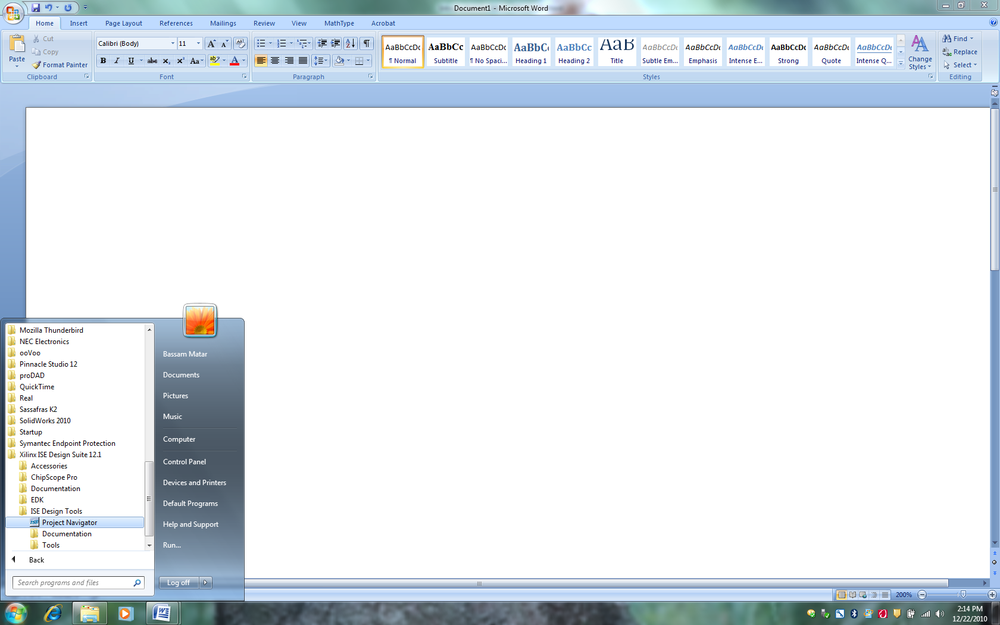 Document1 - Microsoft Word
Home Insert Page Layout References Mailings Review View MathType Acrobat
Paste
Cut
Copy
Format Painter
Clipboard
Calibri (Body) 11
B I U abc x₂ x² Aa
ab A
Font
Paragraph
AaBbCcDc AaBbCc AaBbCcDc AaBbC AaBbCc AaB AaBbCcDc AaBbCcDc AaBbCcDc AaBbCcDc AaBbCcDc AaBbCcDc
¶ Normal Subtitle ¶ No Spaci... Heading 1 Heading 2 Title Subtle Em... Emphasis Intense E... Strong Quote Intense Q...
Change Styles
Styles
Find
Replace
Select
Editing
Mozilla Thunderbird
NEC Electronics
ooVoo
Pinnacle Studio 12
proDAD
QuickTime
Real
Sassafras K2
SolidWorks 2010
Startup
Symantec Endpoint Protection
Xilinx ISE Design Suite 12.1
Accessories
ChipScope Pro
Documentation
EDK
ISE Design Tools
Project Navigator
Documentation
Tools
Back
Search programs and files
Bassam Matar
Documents
Pictures
Music
Computer
Control Panel
Devices and Printers
Default Programs
Help and Support
Run...
Log off
200%
2:14 PM
12/22/2010